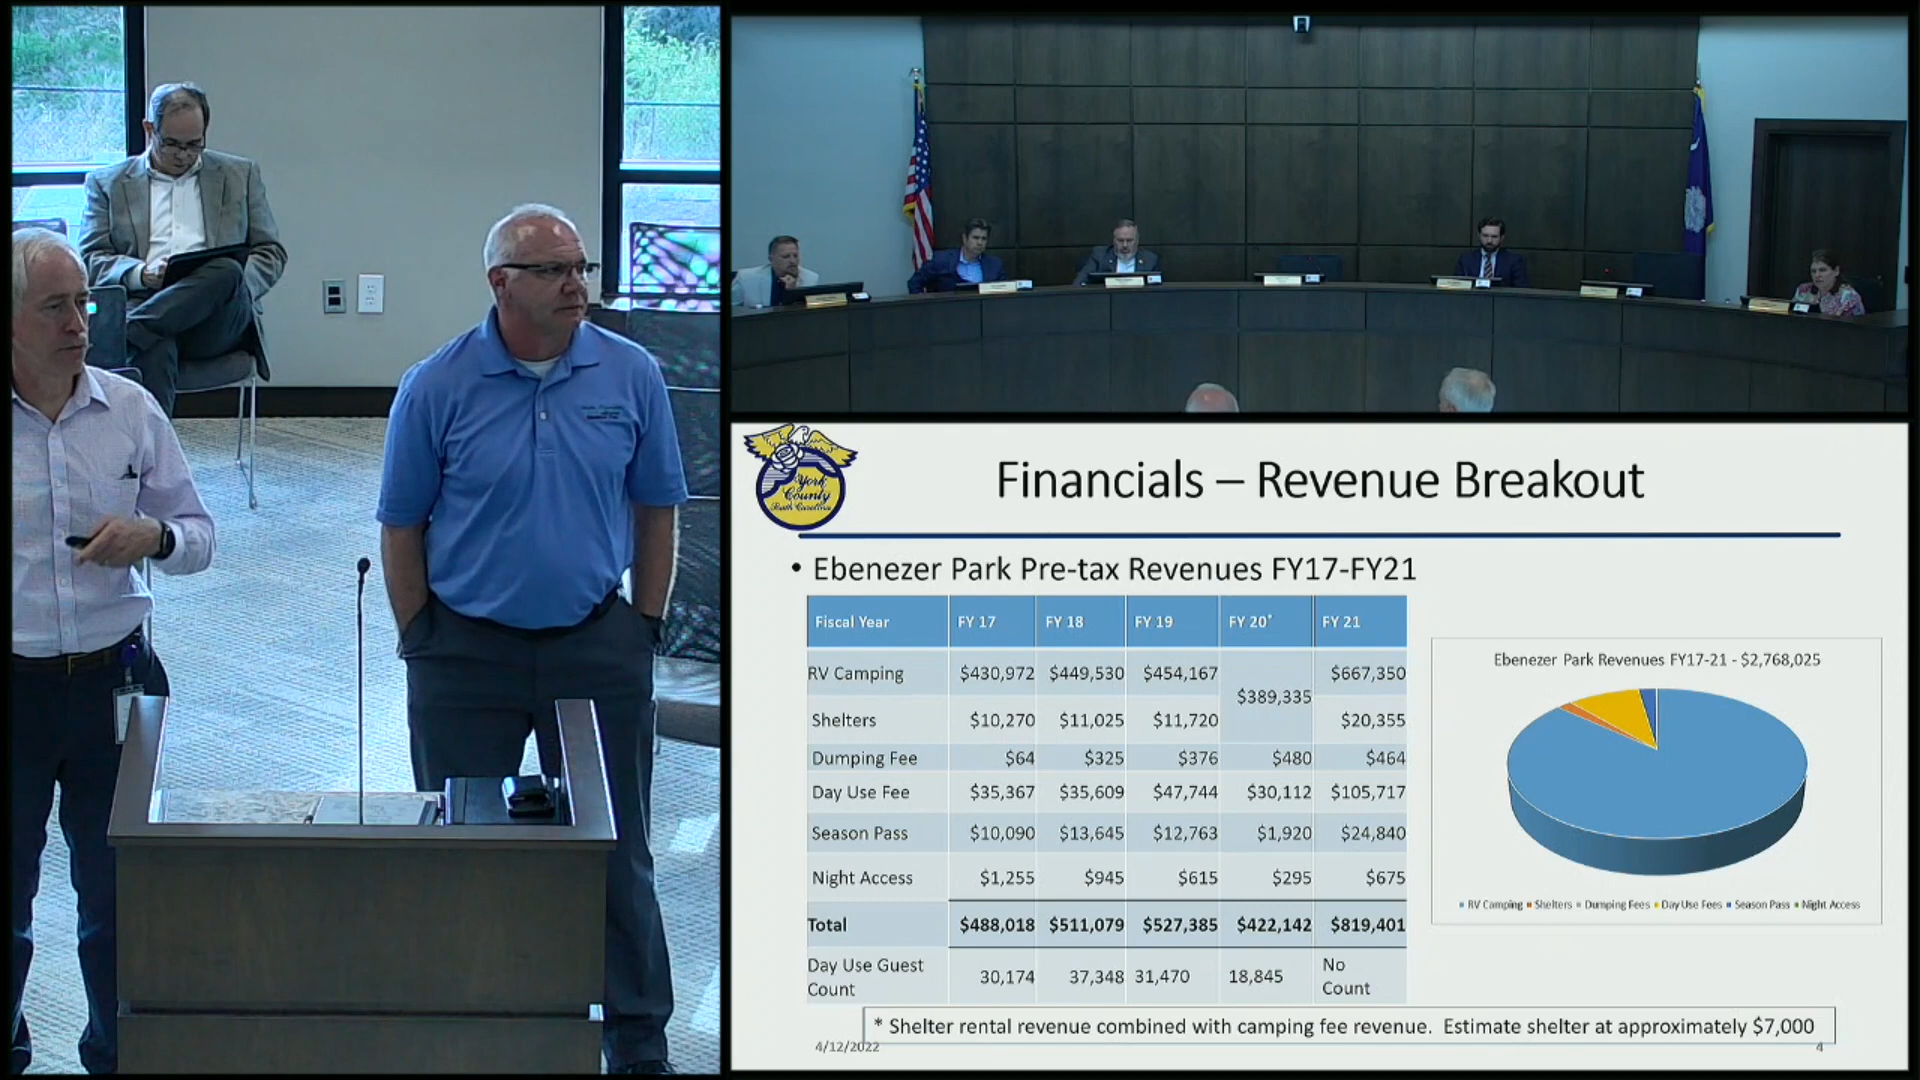 York
County
South Carolina
Financials – Revenue Breakout
• Ebenezer Park Pre-tax Revenues FY17-FY21
Fiscal Year FY 17 FY 18 FY 19 FY 20* FY 21
RV Camping $430,972 $449,530 $454,167 $389,335 $667,350
Shelters $10,270 $11,025 $11,720 $20,355
Dumping Fee $64 $325 $376 $480 $464
Day Use Fee $35,367 $35,609 $47,744 $30,112 $105,717
Season Pass $10,090 $13,645 $12,763 $1,920 $24,840
Night Access $1,255 $945 $615 $295 $675
Total $488,018 $511,079 $527,385 $422,142 $819,401
Day Use Guest Count 30,174 37,348 31,470 18,845 No Count
Ebenezer Park Revenues FY17-21 - $2,768,025
RV Camping Shelters Dumping Fees Day Use Fees Season Pass Night Access
* Shelter rental revenue combined with camping fee revenue. Estimate shelter at approximately $7,000
4/12/2022
4